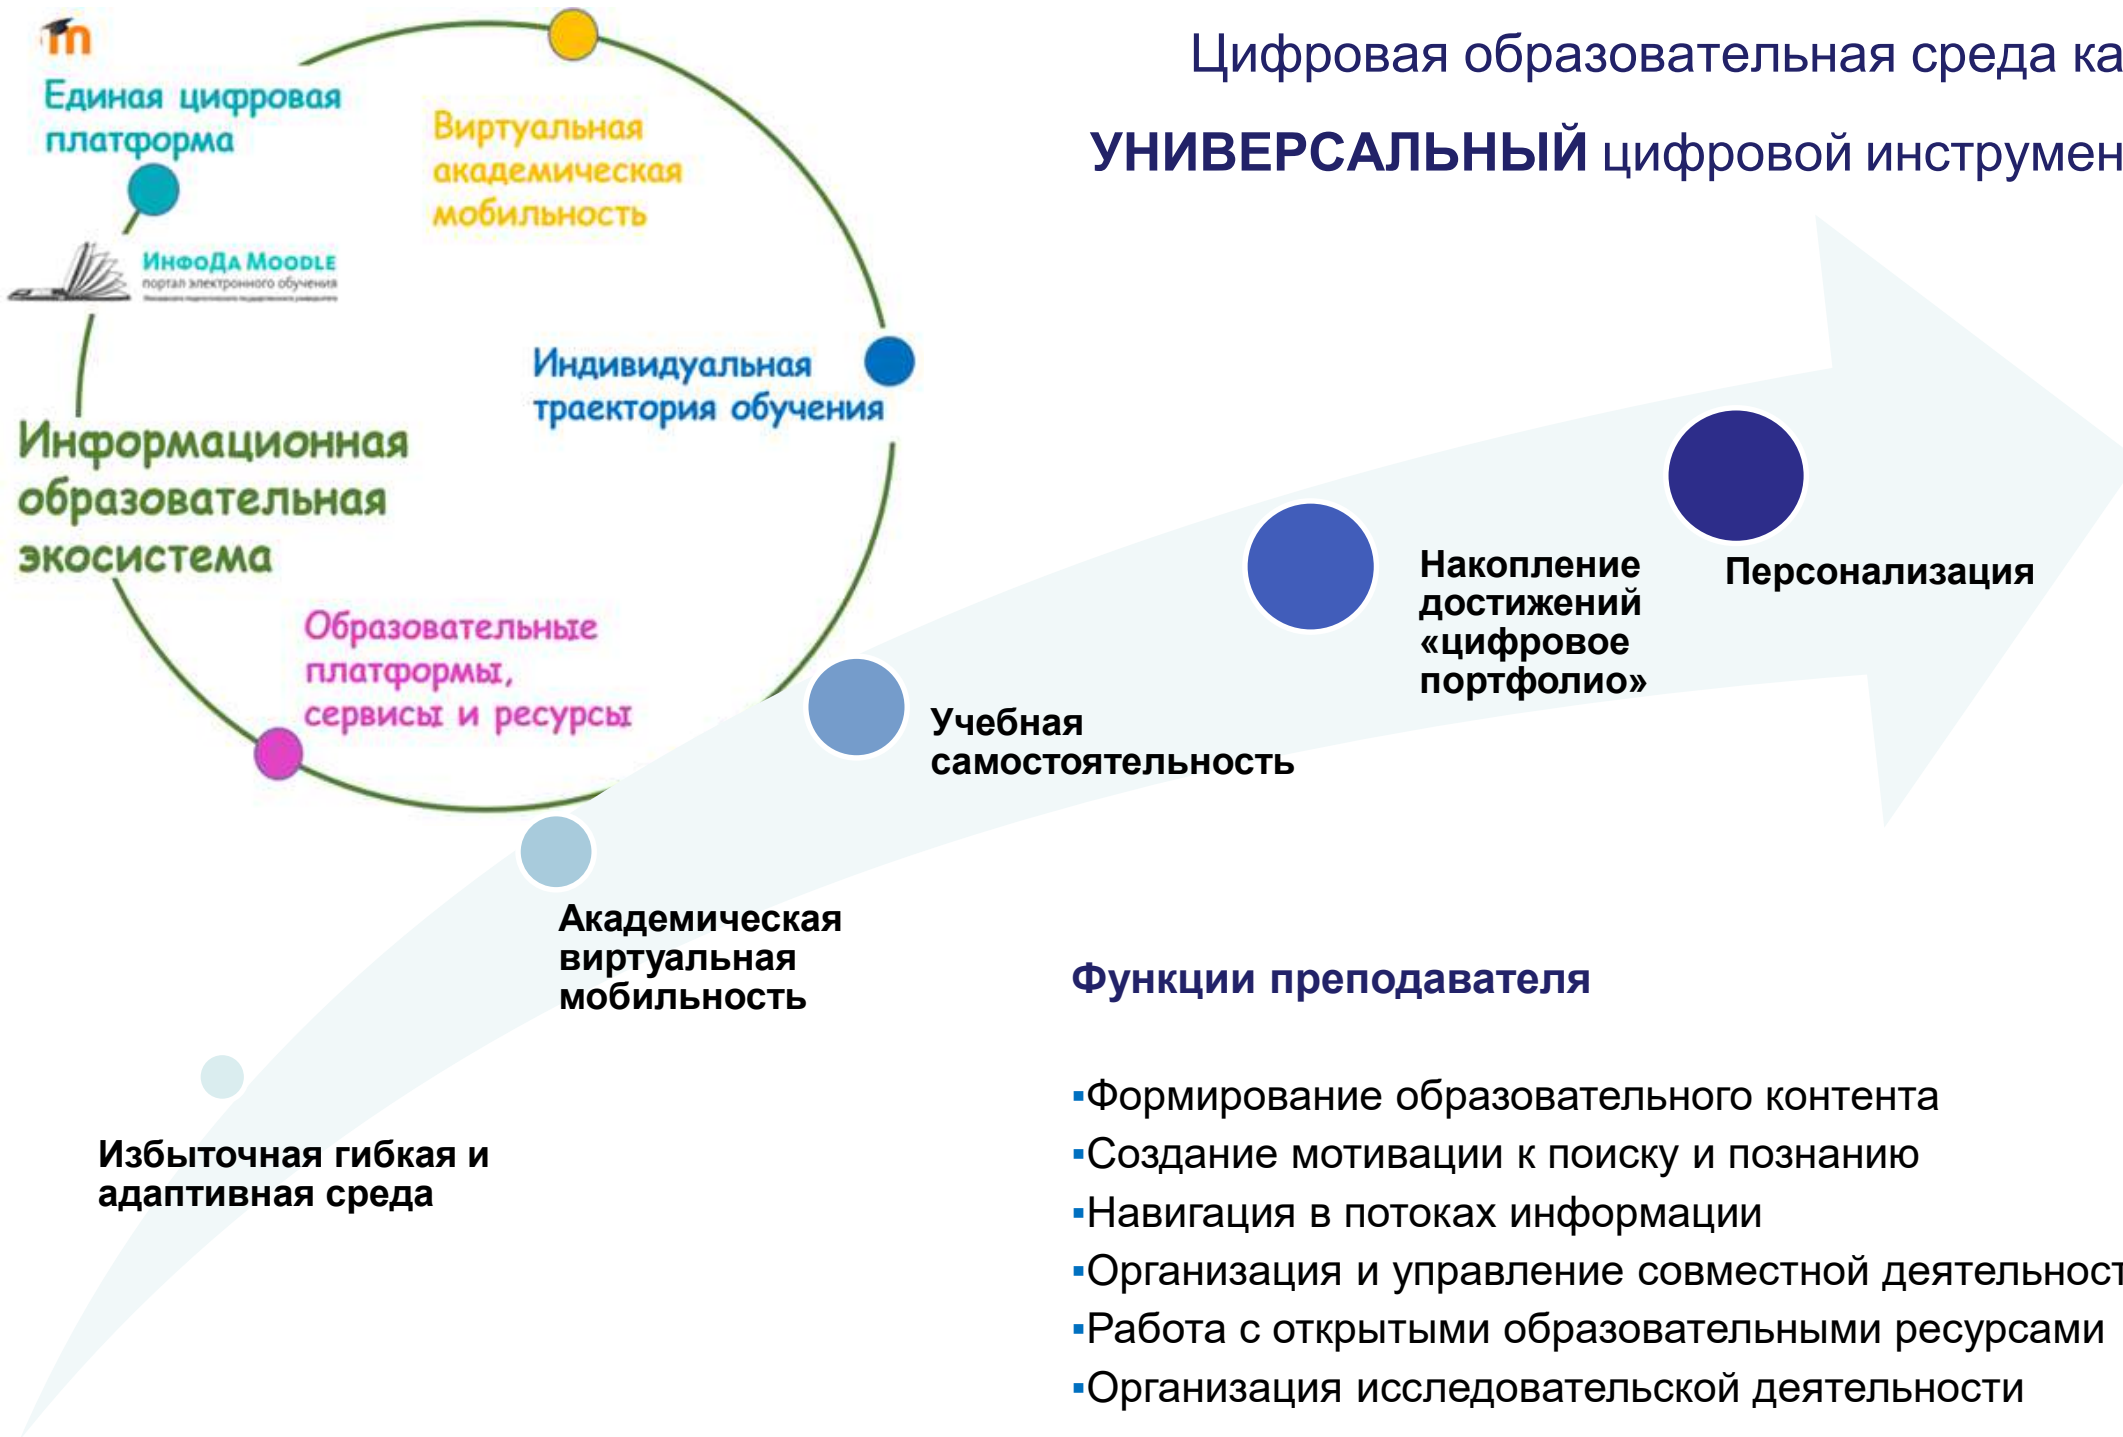 Цифровая образовательная среда ка
УНИВЕРСАЛЬНЫЙ цифровой инструмен
m
Единая цифровая
платформа
Виртуальная
академическая
мобильность
ИнфоДа Moodle
портал электронного обучения
Индивидуальная
траектория обучения
Информационная
образовательная
экосистема
Образовательные
платформы,
сервисы и ресурсы
Накопление
достижений
«цифровое
портфолио»
Персонализация
Учебная
самостоятельность
Академическая
виртуальная
мобильность
Избыточная гибкая и
адаптивная среда
Функции преподавателя
▪Формирование образовательного контента
▪Создание мотивации к поиску и познанию
▪Навигация в потоках информации
▪Организация и управление совместной деятельност
▪Работа с открытыми образовательными ресурсами
▪Организация исследовательской деятельности